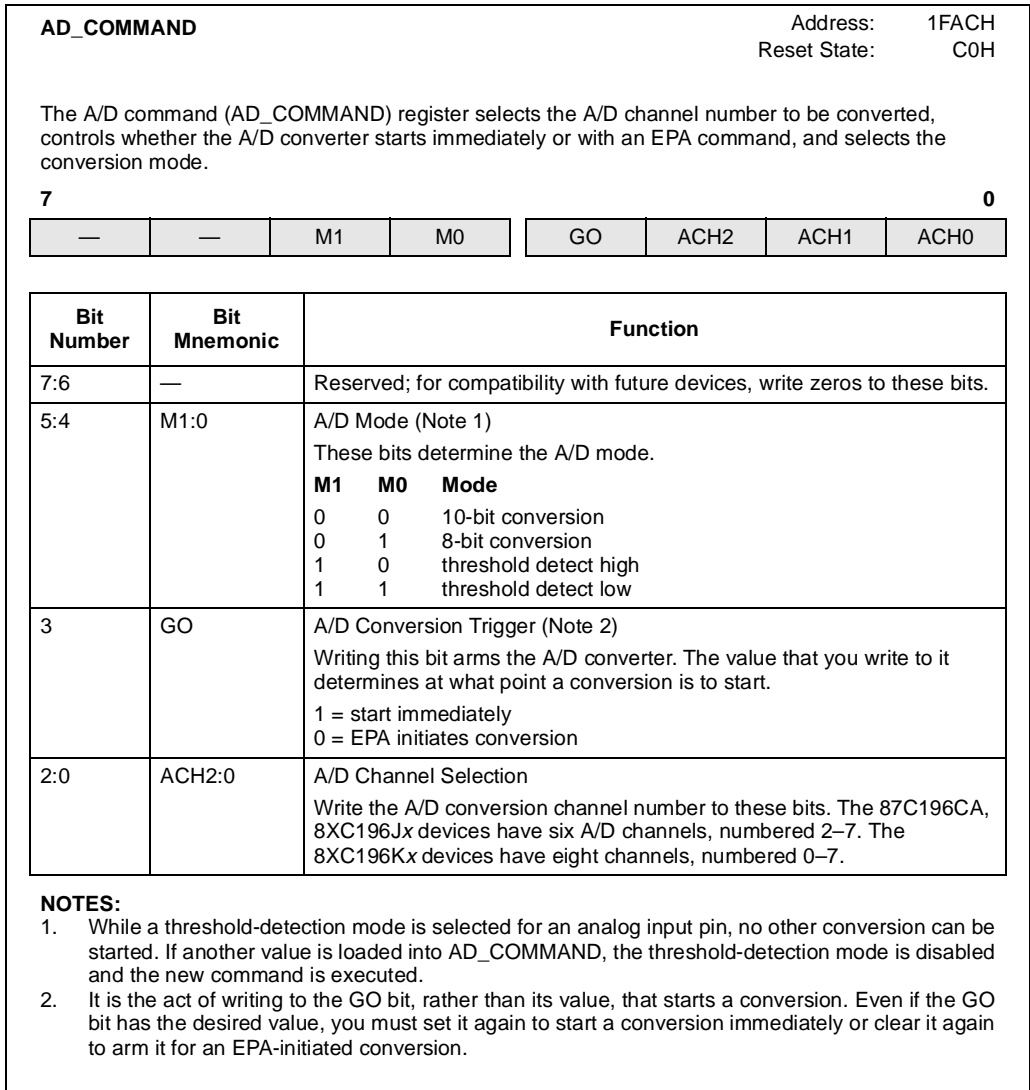 AD_COMMAND Address: 1FACH
Reset State: C0H
The A/D command (AD_COMMAND) register selects the A/D channel number to be converted,
controls whether the A/D converter starts immediately or with an EPA command, and selects the
conversion mode.
7 0
— — M1 M0 GO ACH2 ACH1 ACH0
Bit Number Bit Mnemonic Function
7:6 — Reserved; for compatibility with future devices, write zeros to these bits.
5:4 M1:0 A/D Mode (Note 1)
These bits determine the A/D mode.
M1 M0 Mode
0 0 10-bit conversion
0 1 8-bit conversion
1 0 threshold detect high
1 1 threshold detect low
3 GO A/D Conversion Trigger (Note 2)
Writing this bit arms the A/D converter. The value that you write to it
determines at what point a conversion is to start.
1 = start immediately
0 = EPA initiates conversion
2:0 ACH2:0 A/D Channel Selection
Write the A/D conversion channel number to these bits. The 87C196CA,
8XC196Jx devices have six A/D channels, numbered 2–7. The
8XC196Kx devices have eight channels, numbered 0–7.
NOTES:
1. While a threshold-detection mode is selected for an analog input pin, no other conversion can be
started. If another value is loaded into AD_COMMAND, the threshold-detection mode is disabled
and the new command is executed.
2. It is the act of writing to the GO bit, rather than its value, that starts a conversion. Even if the GO
bit has the desired value, you must set it again to start a conversion immediately or clear it again
to arm it for an EPA-initiated conversion.